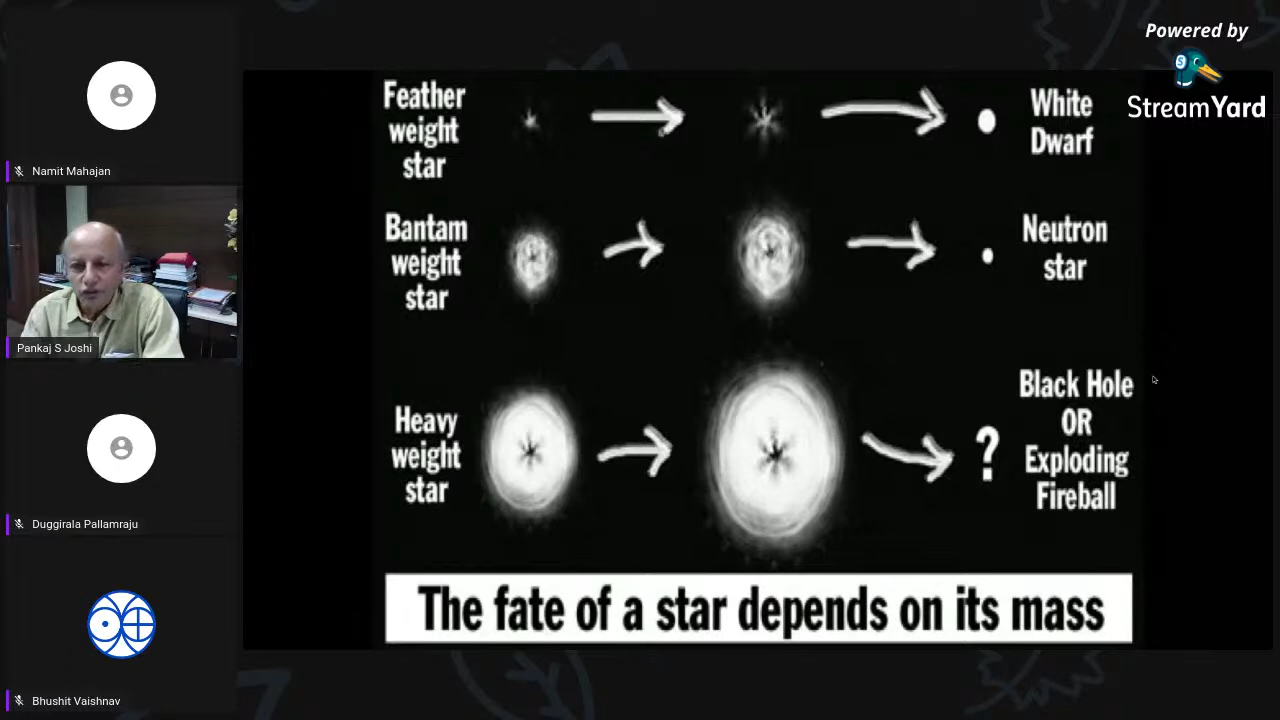 Powered by
StreamYard
Namit Mahajan
Pankaj S Joshi
Duggirala Pallamraju
Bhushit Vaishnav
Feather
weight
star
White
Dwarf
Bantam
weight
star
Neutron
star
Heavy
weight
star
?
Black Hole
OR
Exploding
Fireball
The fate of a star depends on its mass